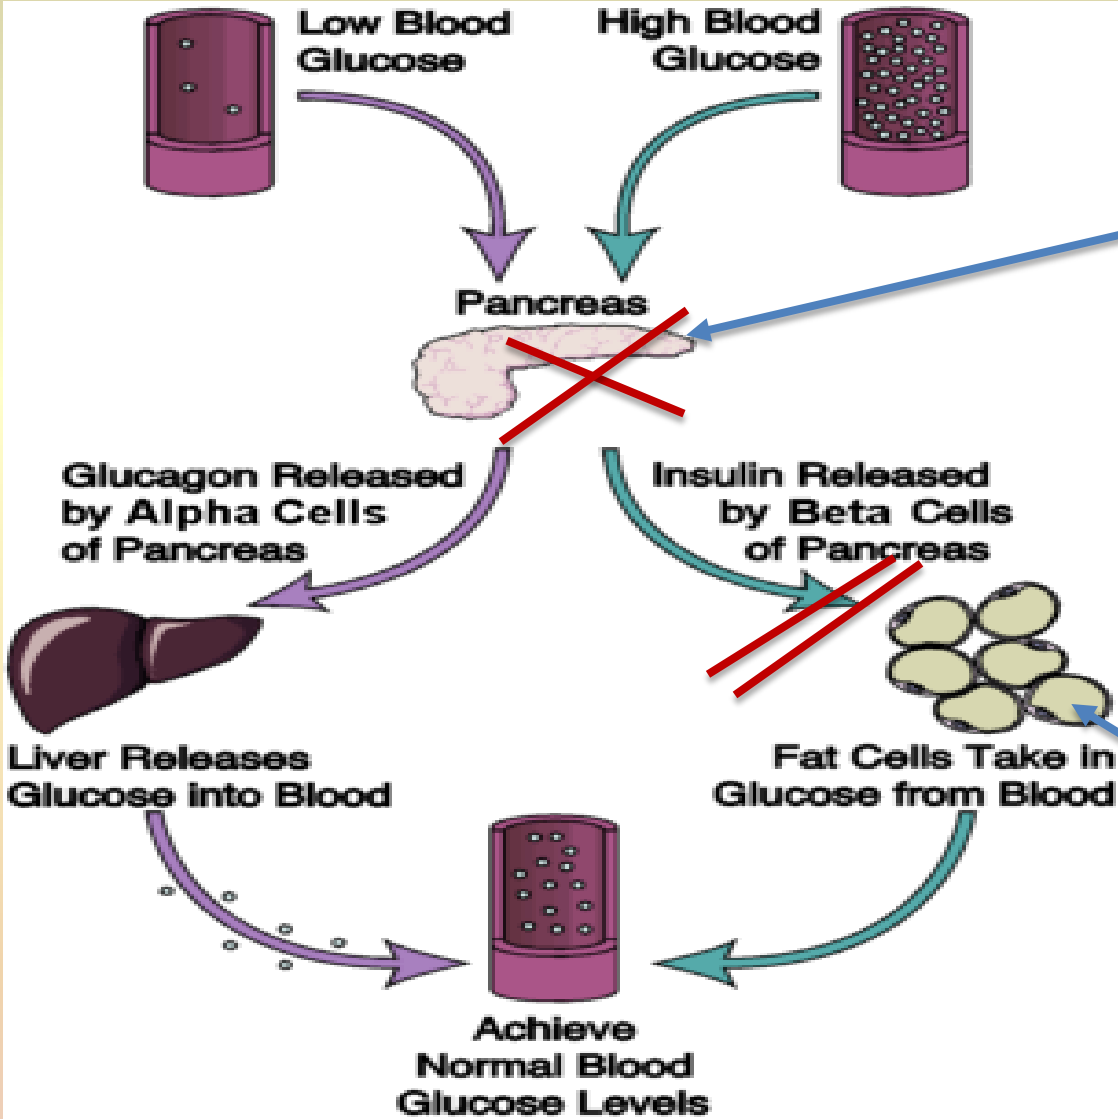 Low Blood
Glucose
High Blood
Glucose
Pancreas
Glucagon Released
by Alpha Cells
of Pancreas
Insulin Released
by Beta Cells
of Pancreas
Liver Releases
Glucose into Blood
Fat Cells Take in
Glucose from Blood
Achieve
Normal Blood
Glucose Levels